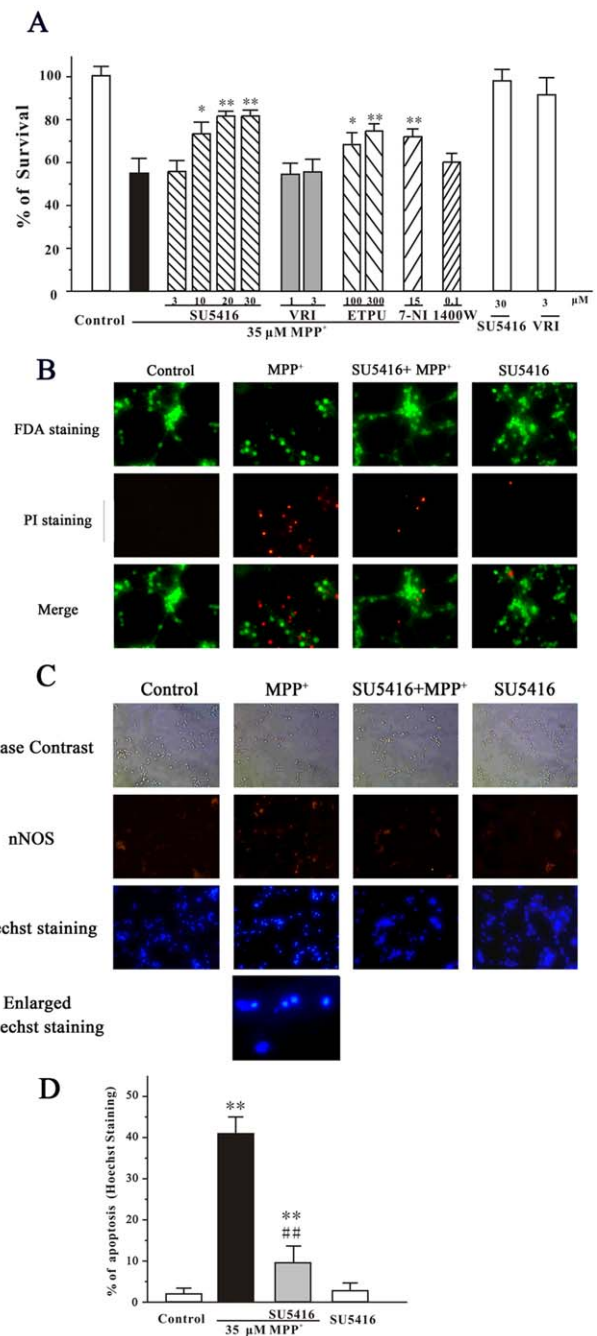 A
% of Survival
100
80
60
40
20
0
* ** ** * ** **
3 10 20 30 1 3 100 300 15 0.1 30 3 µM
Control SU5416 VRI ETPU 7-NI 1400W SU5416 VRI
35 µM MPP⁺
B
Control MPP⁺ SU5416+ MPP⁺ SU5416
FDA staining
PI staining
Merge
C
Control MPP⁺ SU5416+MPP⁺ SU5416
ase Contrast
nNOS
echst staining
Enlarged
echst staining
D
% of apoptosis (Hoecchst Staining)
50
40
30
20
10
0
**
**
##
Control SU5416 SU5416
35 µM MPP⁺